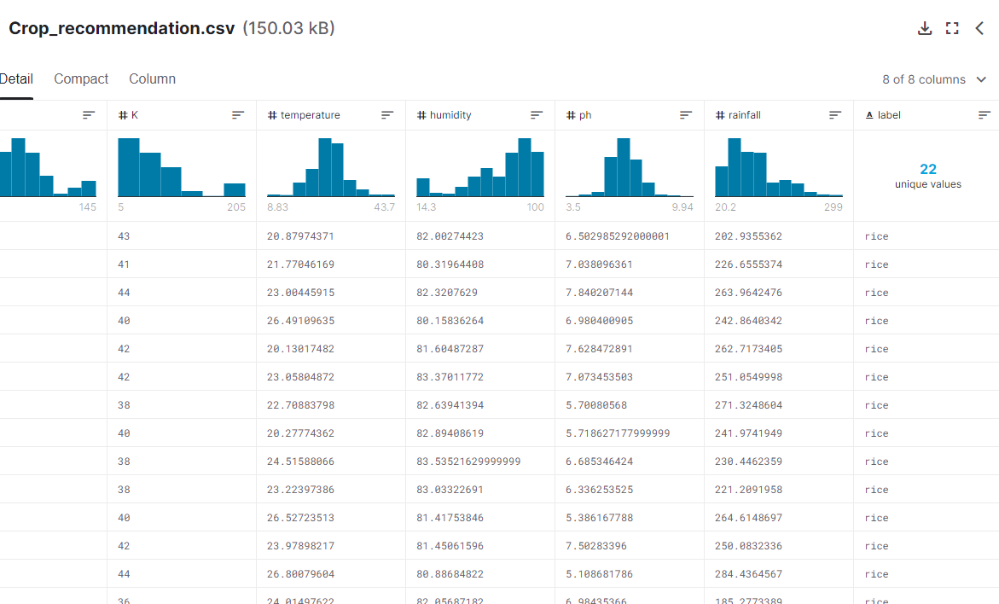 Crop_recommendation.csv (150.03 kB)
Detail Compact Column 8 of 8 columns
# K # temperature # humidity # ph # rainfall A label
22
unique values
145 5 205 8.83 43.7 14.3 100 3.5 9.94 20.2 299
43 20.87974371 82.00274423 6.502985292000001 202.9355362 rice
41 21.77046169 80.31964408 7.038096361 226.6555374 rice
44 23.00445915 82.3207629 7.840207144 263.9642476 rice
40 26.49109635 80.15836264 6.980400905 242.8640342 rice
42 20.13017482 81.60487287 7.628472891 262.7173405 rice
42 23.05804872 83.37011772 7.073453503 251.0549998 rice
38 22.70883798 82.63941394 5.70080568 271.3248604 rice
40 20.27774362 82.89408619 5.718627177999999 241.9741949 rice
38 24.51588066 83.53521629999999 6.685346424 230.4462359 rice
38 23.22397386 83.03322691 6.336253525 221.2091958 rice
40 26.52723513 81.41753846 5.386167788 264.6148697 rice
42 23.97898217 81.45061596 7.50283396 250.0832336 rice
44 26.80079604 80.88684822 5.108681786 284.4364567 rice
36 24.01497622 82.05687182 6.98435366 185.2773389 rice